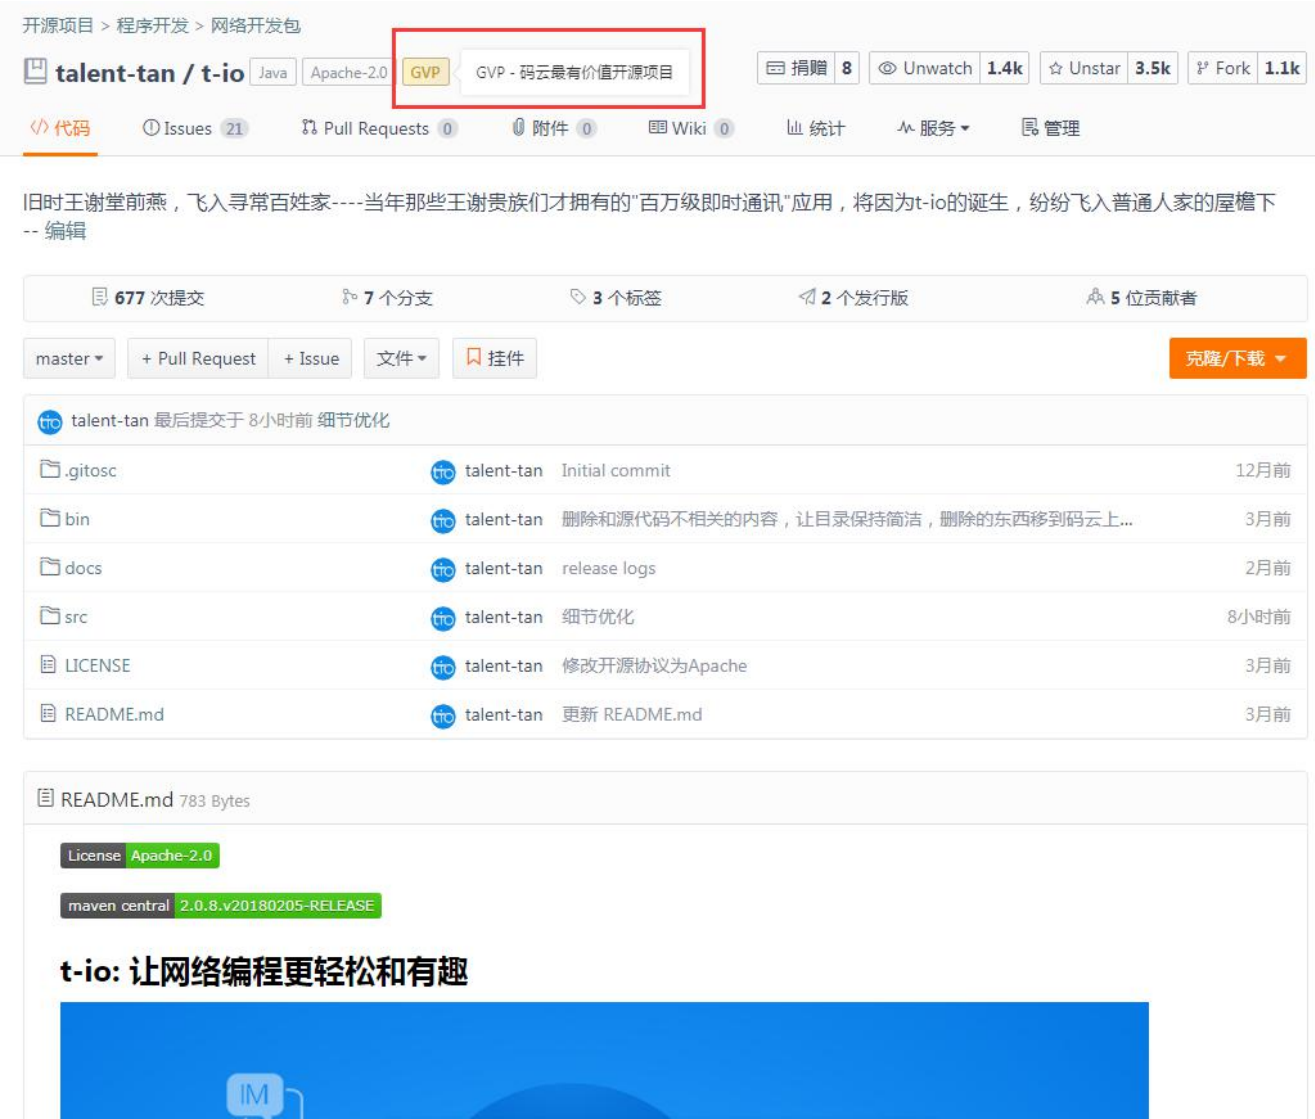 开源项目 > 程序开发 > 网络开发包
talent-tan / t-io Java Apache-2.0 GVP GVP - 码云最有价值开源项目 捐赠 8 Unwatch 1.4k Unstar 3.5k Fork 1.1k
代码 Issues 21 Pull Requests 0 附件 0 Wiki 0 统计 服务 管理
旧时王谢堂前燕，飞入寻常百姓家----当年那些王谢贵族们才拥有的"百万级即时通讯"应用，将因为t-io的诞生，纷纷飞入普通人家的屋檐下
-- 编辑
677 次提交 7 个分支 3 个标签 2 个发行版 5 位贡献者
master + Pull Request + Issue 文件 挂件 克隆/下载
tio talent-tan 最后提交于 8小时前 细节优化
.gitosc tio talent-tan Initial commit 12月前
bin tio talent-tan 删除和源代码不相关的内容，让目录保持简洁，删除的东西移到码云上... 3月前
docs tio talent-tan release logs 2月前
src tio talent-tan 细节优化 8小时前
LICENSE tio talent-tan 修改开源协议为Apache 3月前
README.md tio talent-tan 更新 README.md 3月前
README.md 783 Bytes
License Apache-2.0
maven central 2.0.8.v20180205-RELEASE
t-io: 让网络编程更轻松和有趣
IM